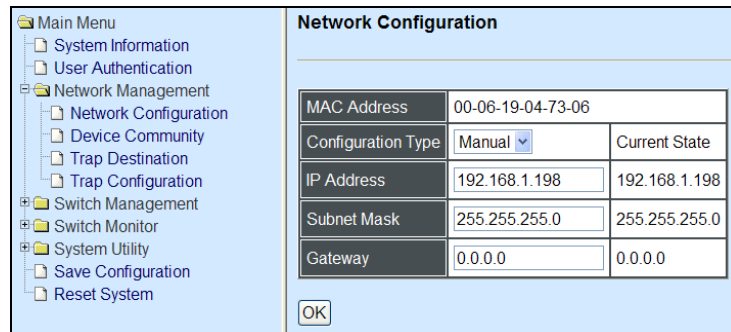 Main Menu
System Information
User Authentication
Network Management
Network Configuration
Device Community
Trap Destination
Trap Configuration
Switch Management
Switch Monitor
System Utility
Save Configuration
Reset System
Network Configuration
MAC Address 00-06-19-04-73-06
Configuration Type Manual Current State
IP Address 192.168.1.198 192.168.1.198
Subnet Mask 255.255.255.0 255.255.255.0
Gateway 0.0.0.0 0.0.0.0
OK